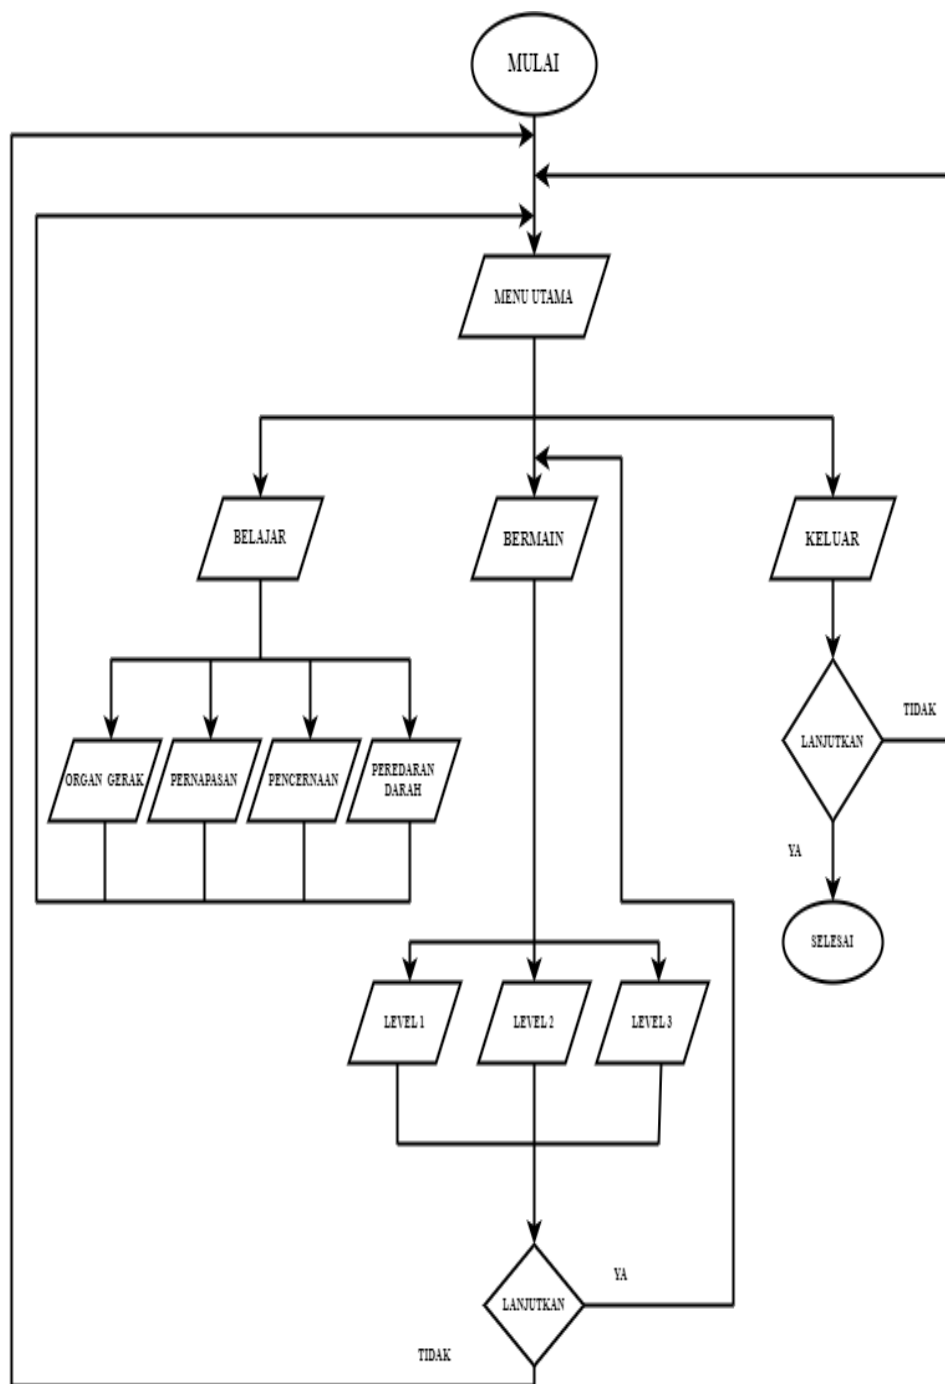 MULAI
MENU UTAMA
BELAJAR
BERMAIN
KELUAR
TIDAK
LANJUTKAN
ORGAN GERAK
PERNAPASAN
PENCERNAAN
PEREDARAN
DARAH
YA
SELESAI
LEVEL 1
LEVEL 2
LEVEL 3
YA
LANJUTKAN
TIDAK